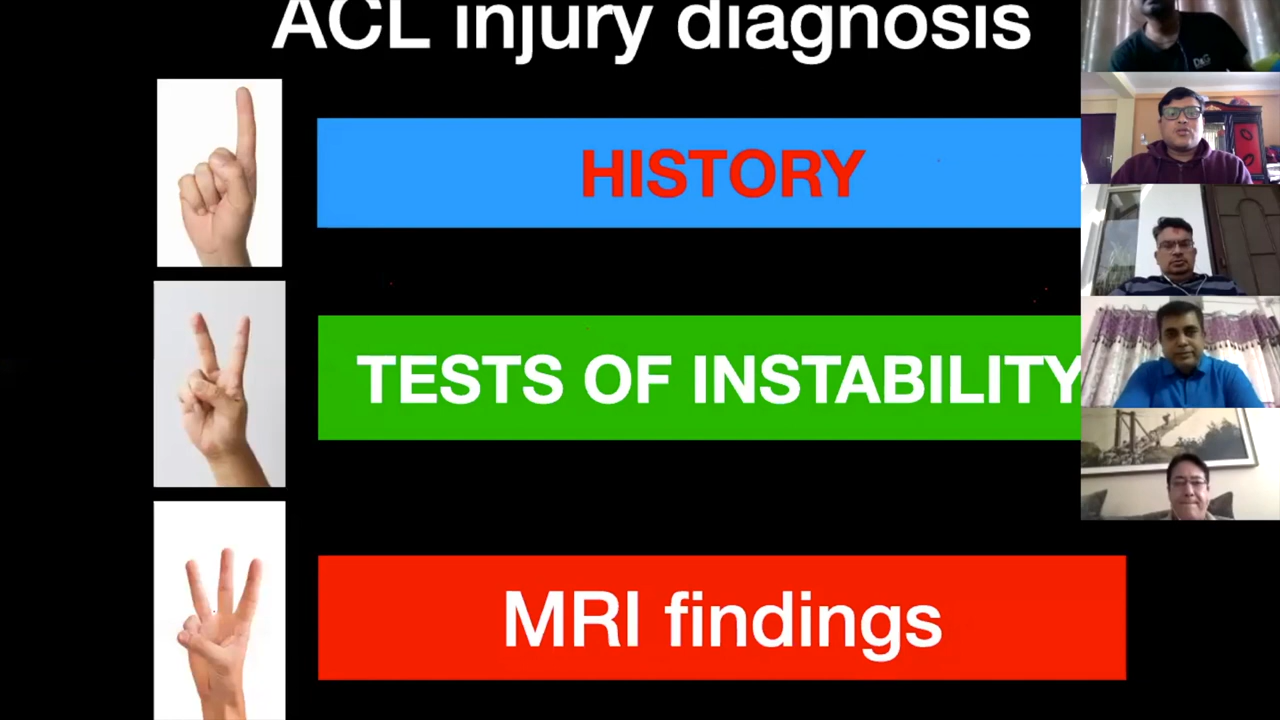 ACL injury diagnosis
HISTORY
TESTS OF INSTABILITY
MRI findings